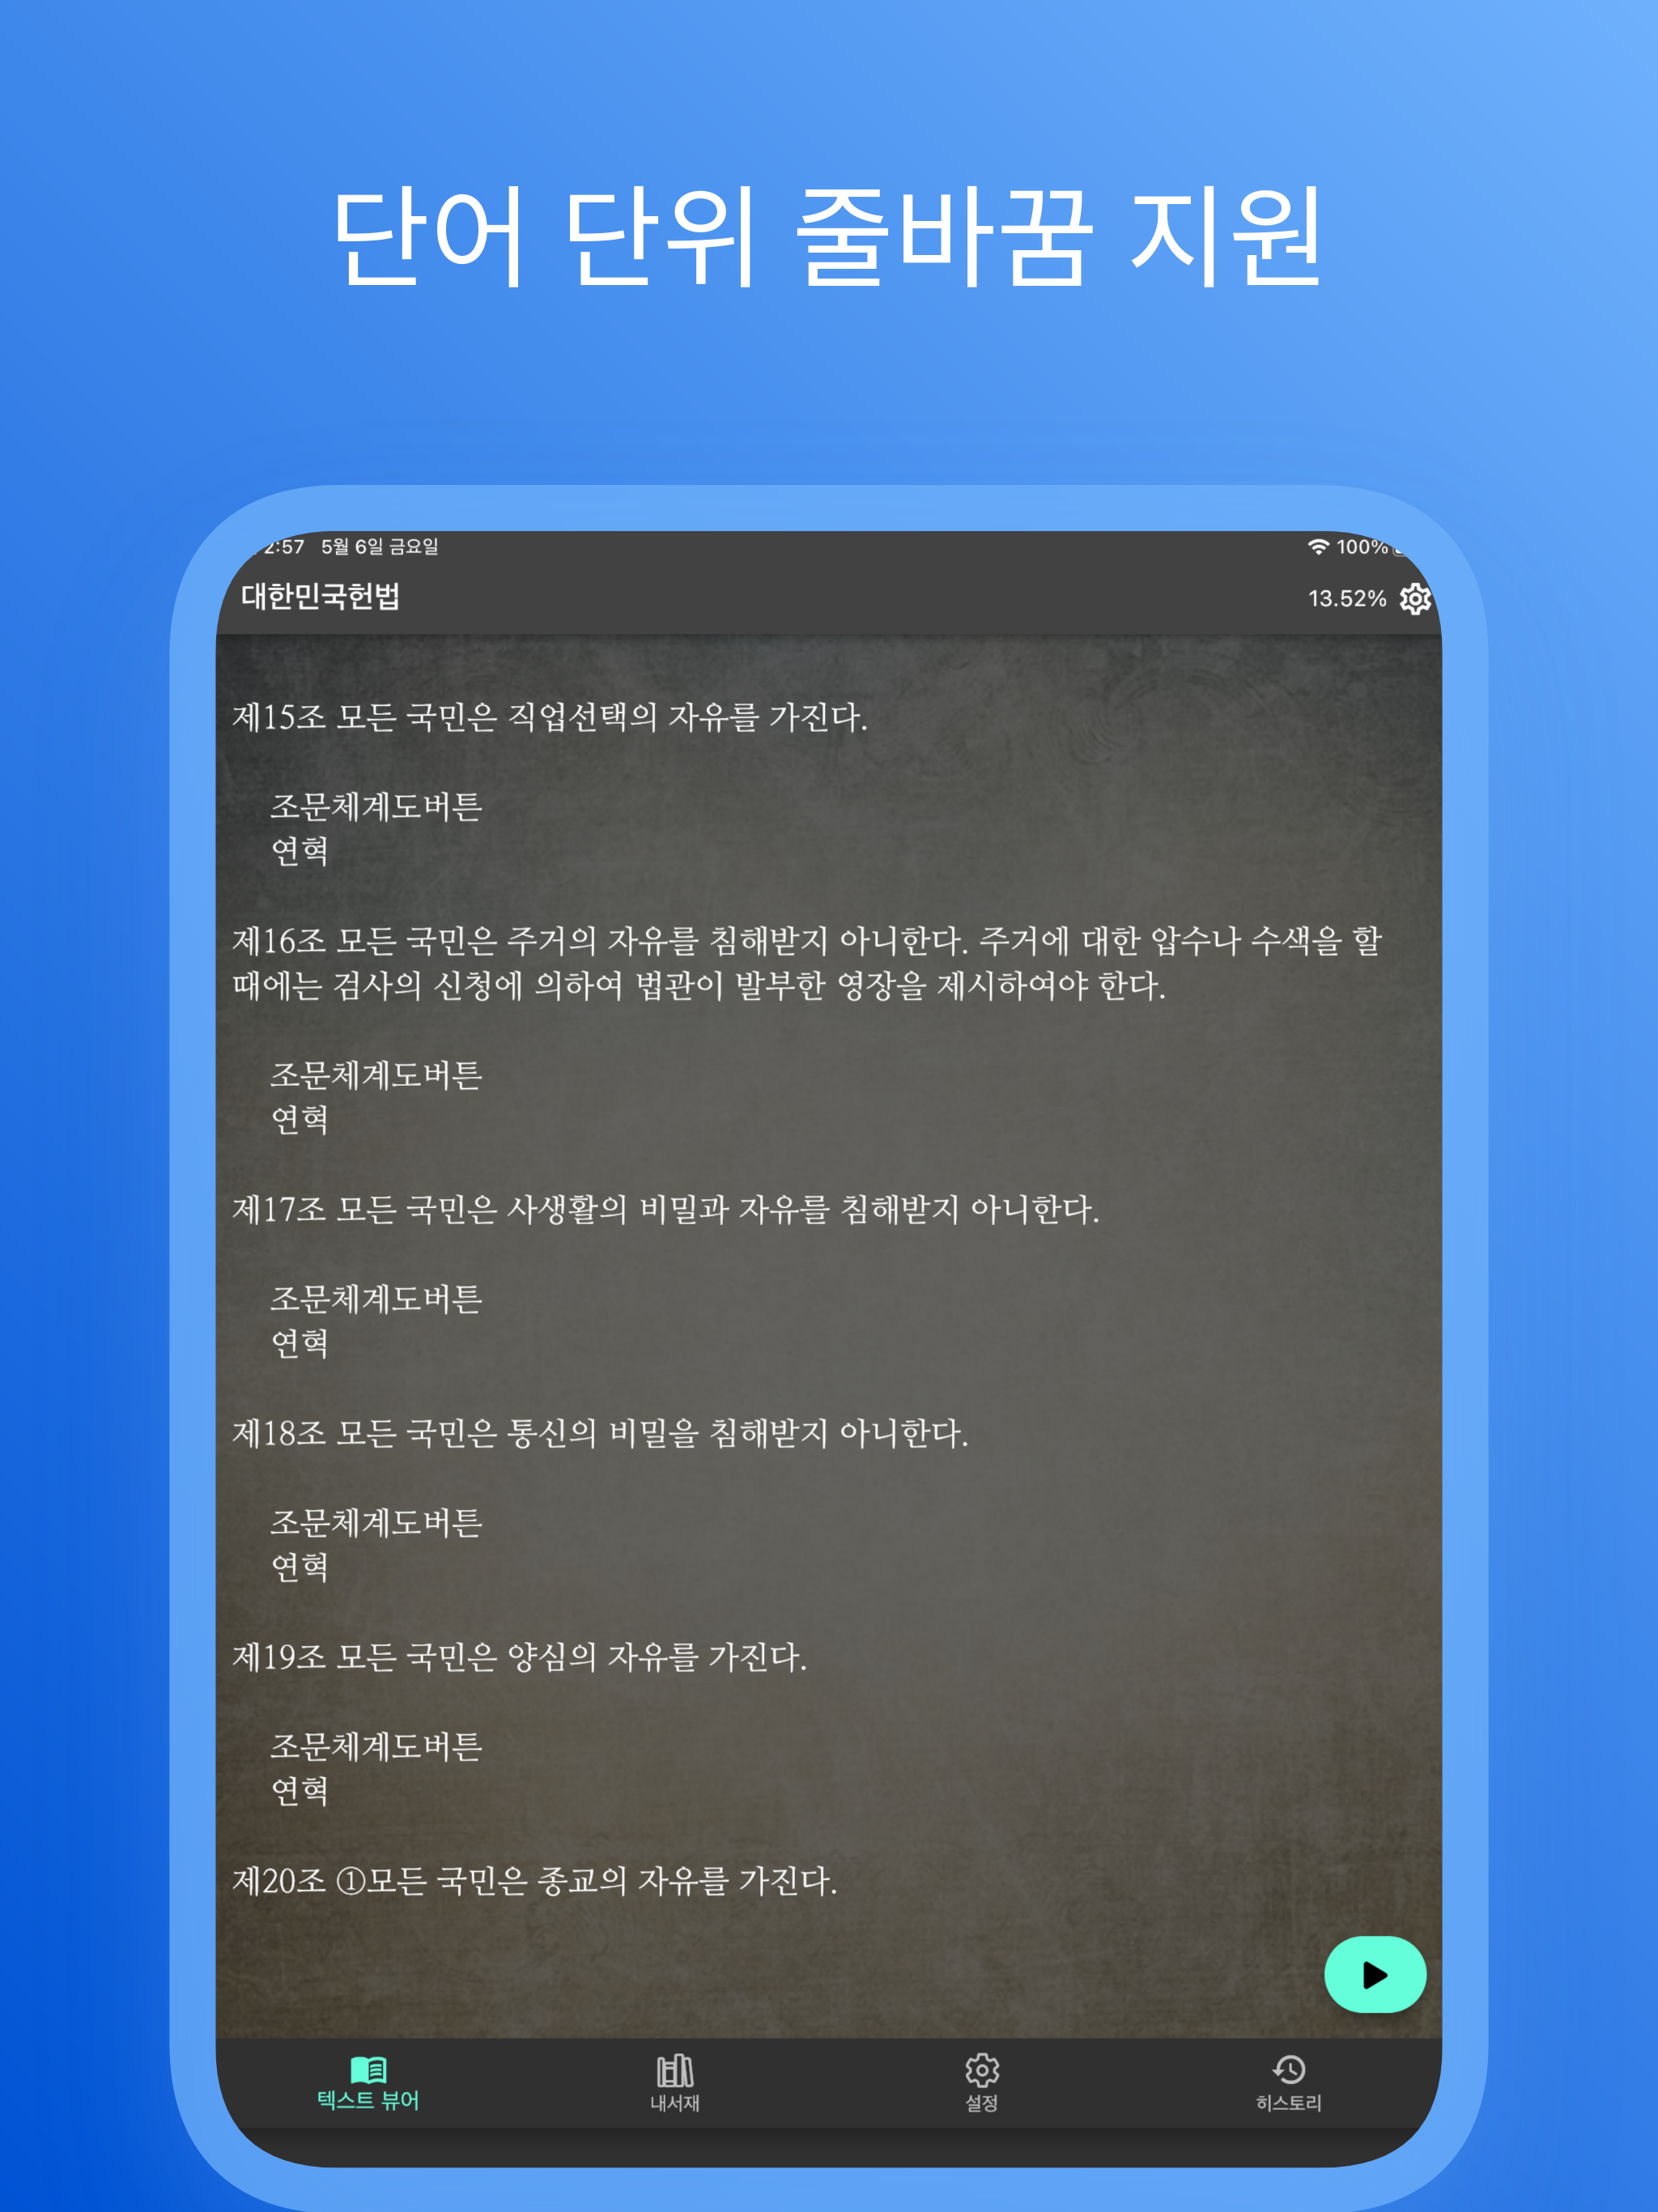 단어 단위 줄바꿈 지원
2:57 5월 6일 금요일
100%
대한민국헌법
13.52%
제15조 모든 국민은 직업선택의 자유를 가진다.
조문체계도버튼
연혁
제16조 모든 국민은 주거의 자유를 침해받지 아니한다. 주거에 대한 압수나 수색을 할
때에는 검사의 신청에 의하여 법관이 발부한 영장을 제시하여야 한다.
조문체계도버튼
연혁
제17조 모든 국민은 사생활의 비밀과 자유를 침해받지 아니한다.
조문체계도버튼
연혁
제18조 모든 국민은 통신의 비밀을 침해받지 아니한다.
조문체계도버튼
연혁
제19조 모든 국민은 양심의 자유를 가진다.
조문체계도버튼
연혁
제20조 ①모든 국민은 종교의 자유를 가진다.
텍스트 뷰어
내서재
설정
히스토리